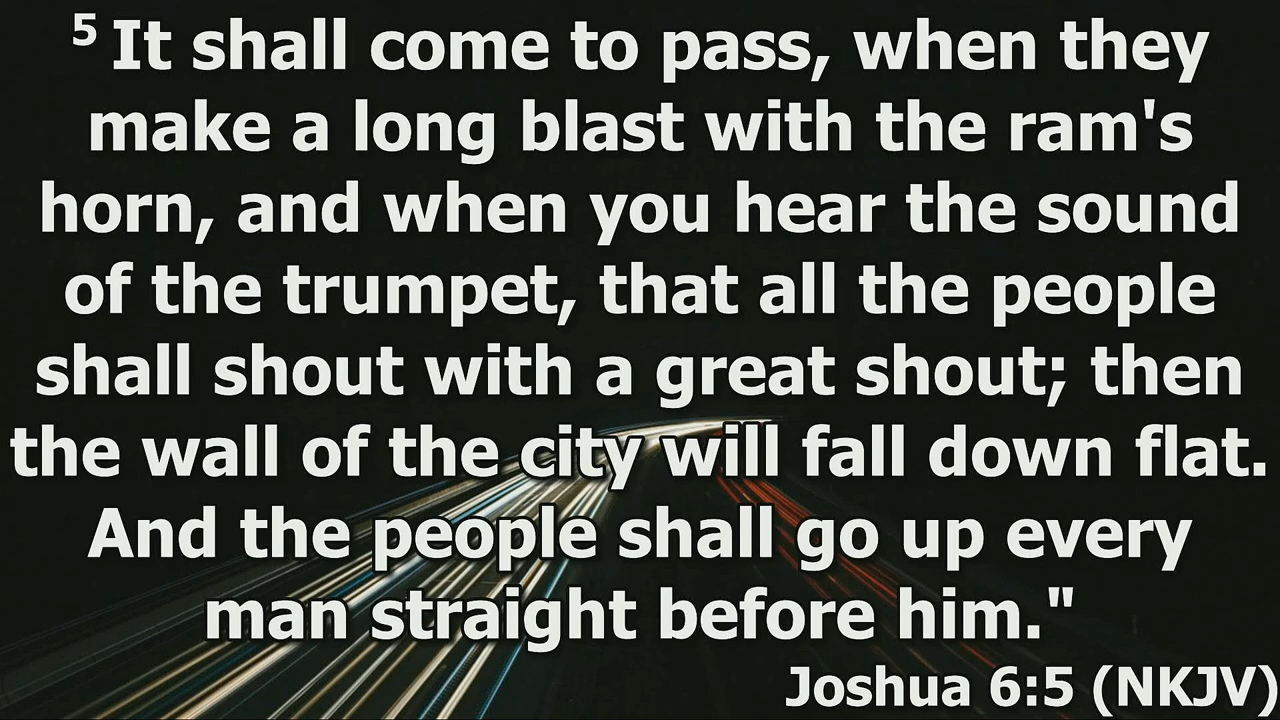 5 It shall come to pass, when they
make a long blast with the ram's
horn, and when you hear the sound
of the trumpet, that all the people
shall shout with a great shout; then
the wall of the city will fall down flat.
And the people shall go up every
man straight before him."
Joshua 6:5 (NKJV)